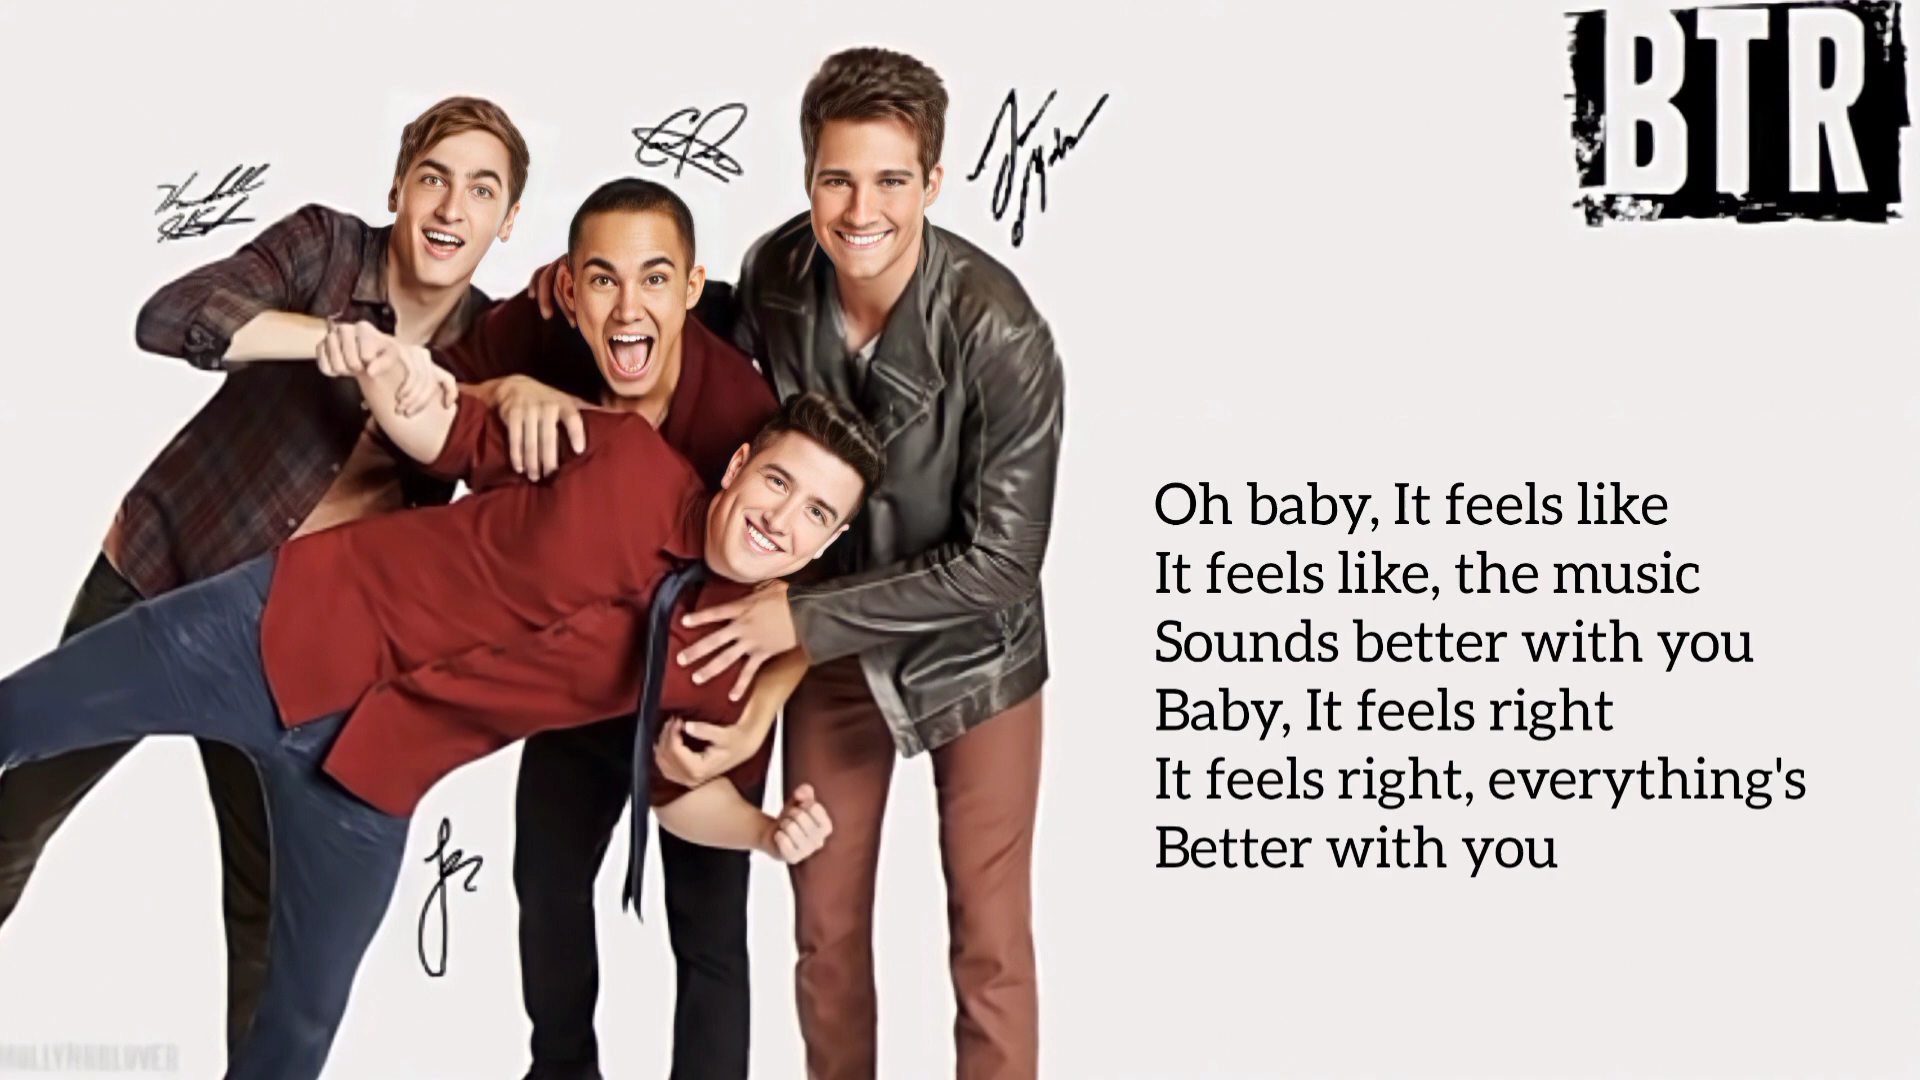 BTR
Oh baby, It feels like
It feels like, the music
Sounds better with you
Baby, It feels right
It feels right, everything's
Better with you